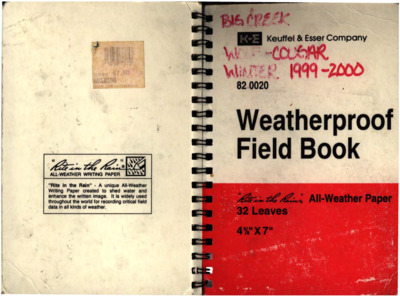 "Rite in the Rain"
ALL-WEATHER WRITING PAPER
"Rite in the Rain" - A unique All-Weather
Writing Paper created to shed water and
enhance the written image. It is widely used
throughout the world for recording critical field
data in all kinds of weather.
BIG CREEK
K+E Keuffel & Esser Company
WOLF-COUGAR
WINTER 1999-2000
82 0020
Weatherproof
Field Book
"Rite in the Rain" All-Weather Paper
32 Leaves
4⅝" X 7"